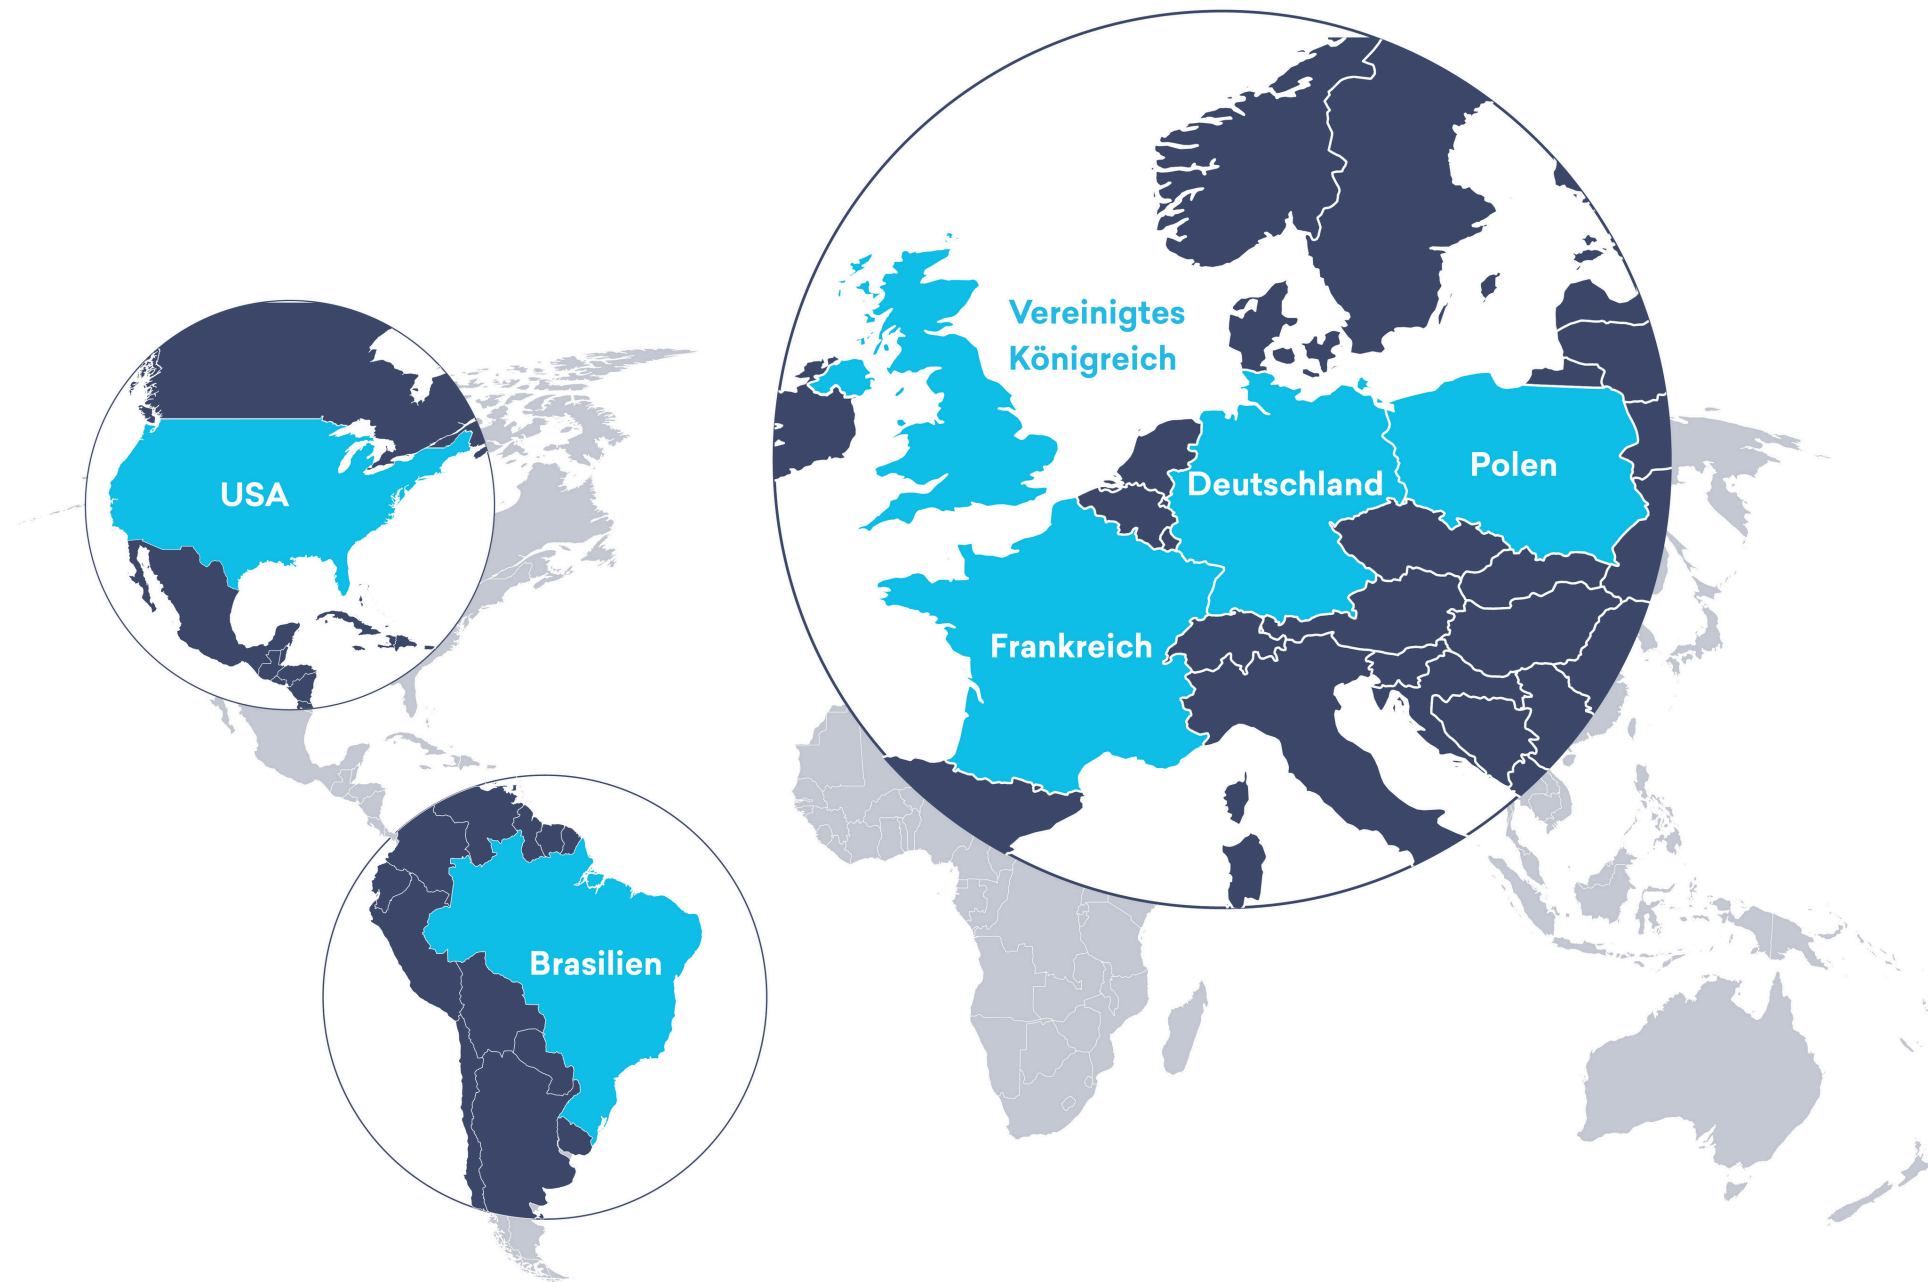 Vereinigtes
Königreich
Polen
Deutschland
USA
Frankreich
Brasilien